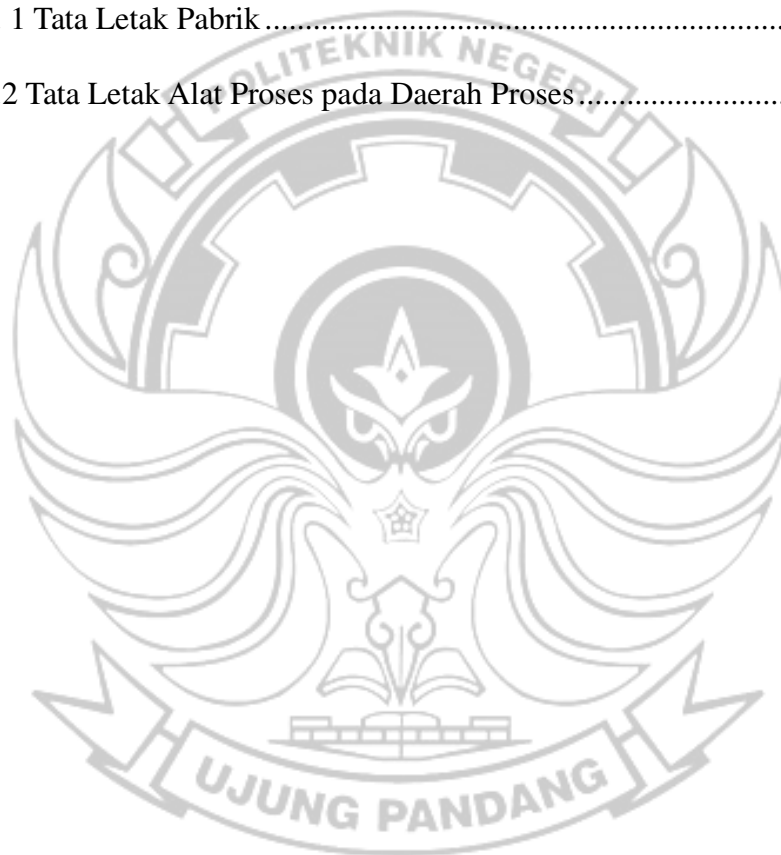 1 Tata Letak Pabrik ................................................................
POLITEKNIK NEGERI
2 Tata Letak Alat Proses pada Daerah Proses .........................
UJUNG PANDANG